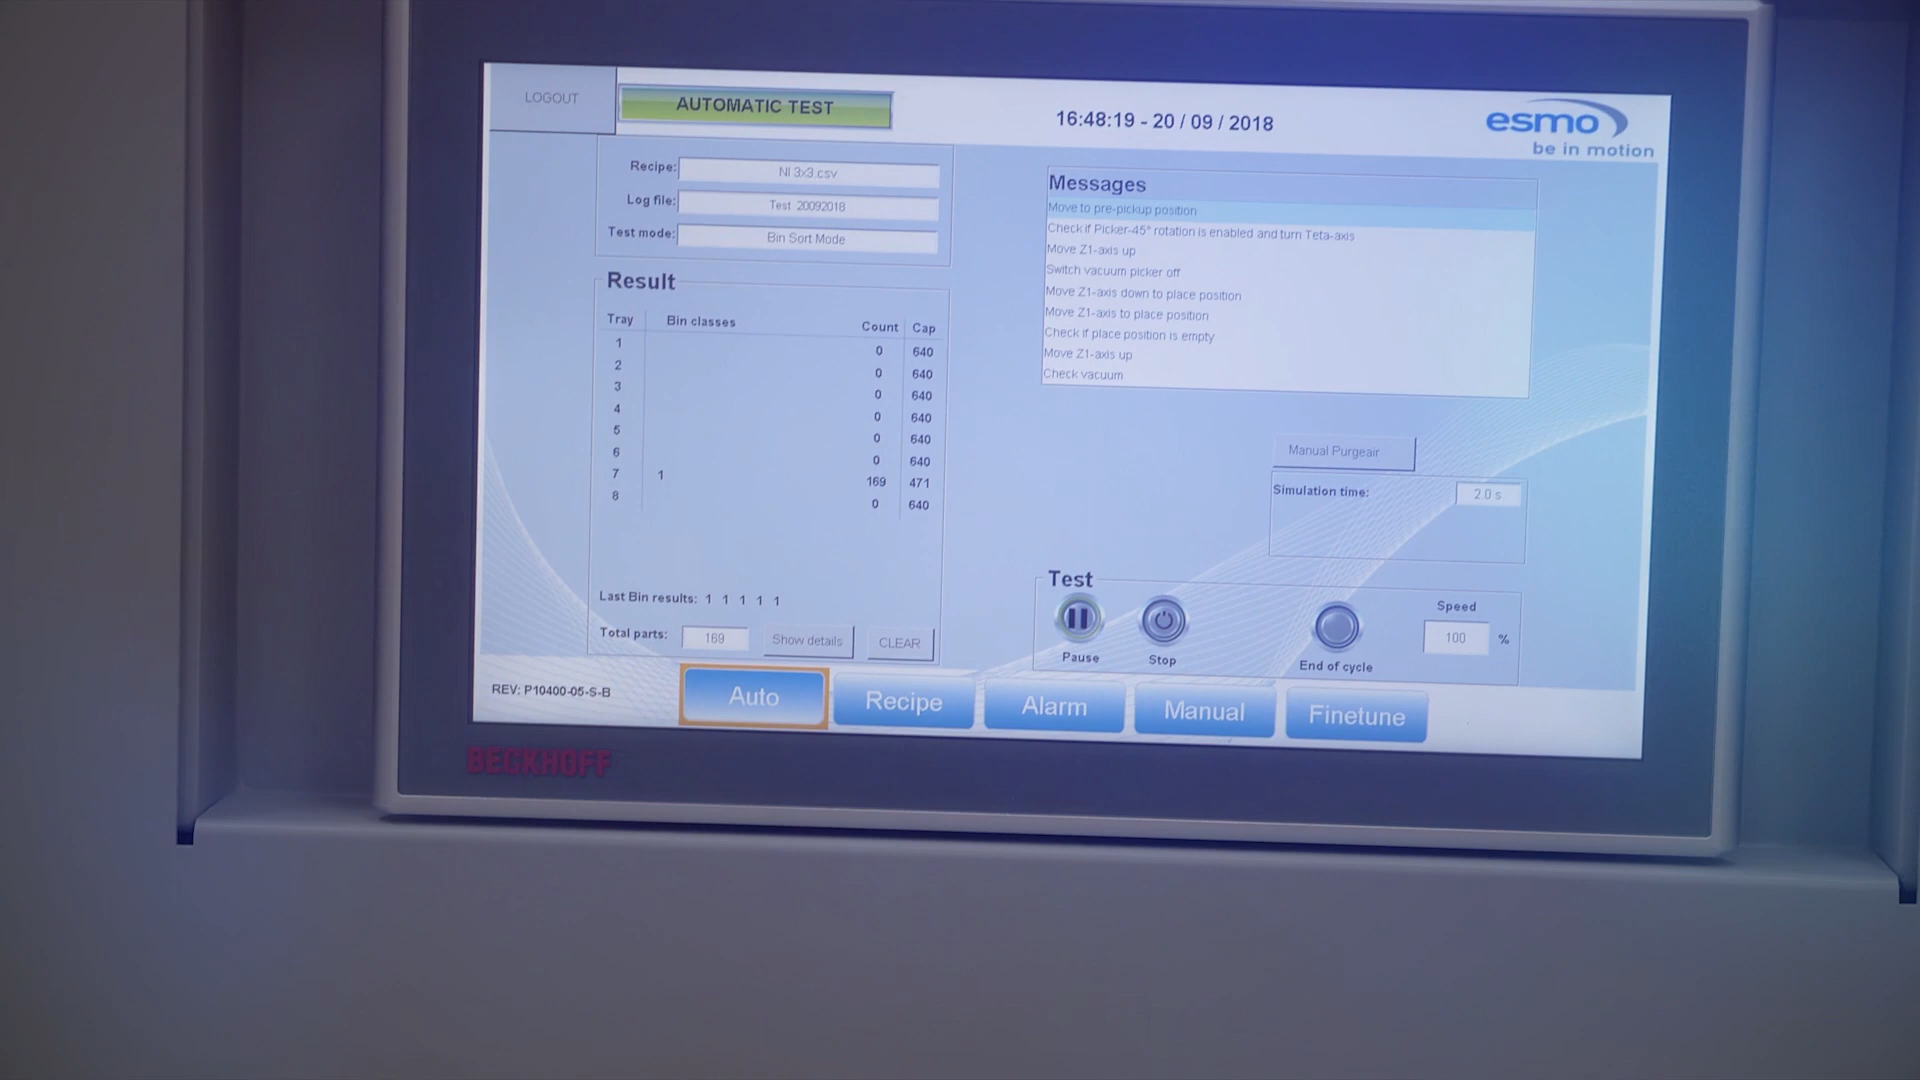 LOGOUT
AUTOMATIC TEST
16:48:19 - 20 / 09 / 2018
esmo
be in motion
Recipe: NI 3x3.csv
Log file: Test 20092018
Test mode: Bin Sort Mode
Messages
Move to pre-pickup position
Check if Picker-45° rotation is enabled and turn Teta-axis
Move Z1-axis up
Switch vacuum picker off
Move Z1-axis down to place position
Move Z1-axis to place position
Check if place position is empty
Move Z1-axis up
Check vacuum
Result
Tray Bin classes Count Cap
1 0 640
2 0 640
3 0 640
4 0 640
5 0 640
6 0 640
7 1 169 471
8 0 640
Last Bin results: 1 1 1 1 1
Total parts: 169 Show details CLEAR
Manual Purgeair
Simulation time: 2.0 s
Test
Pause
Stop
End of cycle
Speed
100 %
REV: P10400-05-S-B
Auto
Recipe
Alarm
Manual
Finetune
BECKHOFF